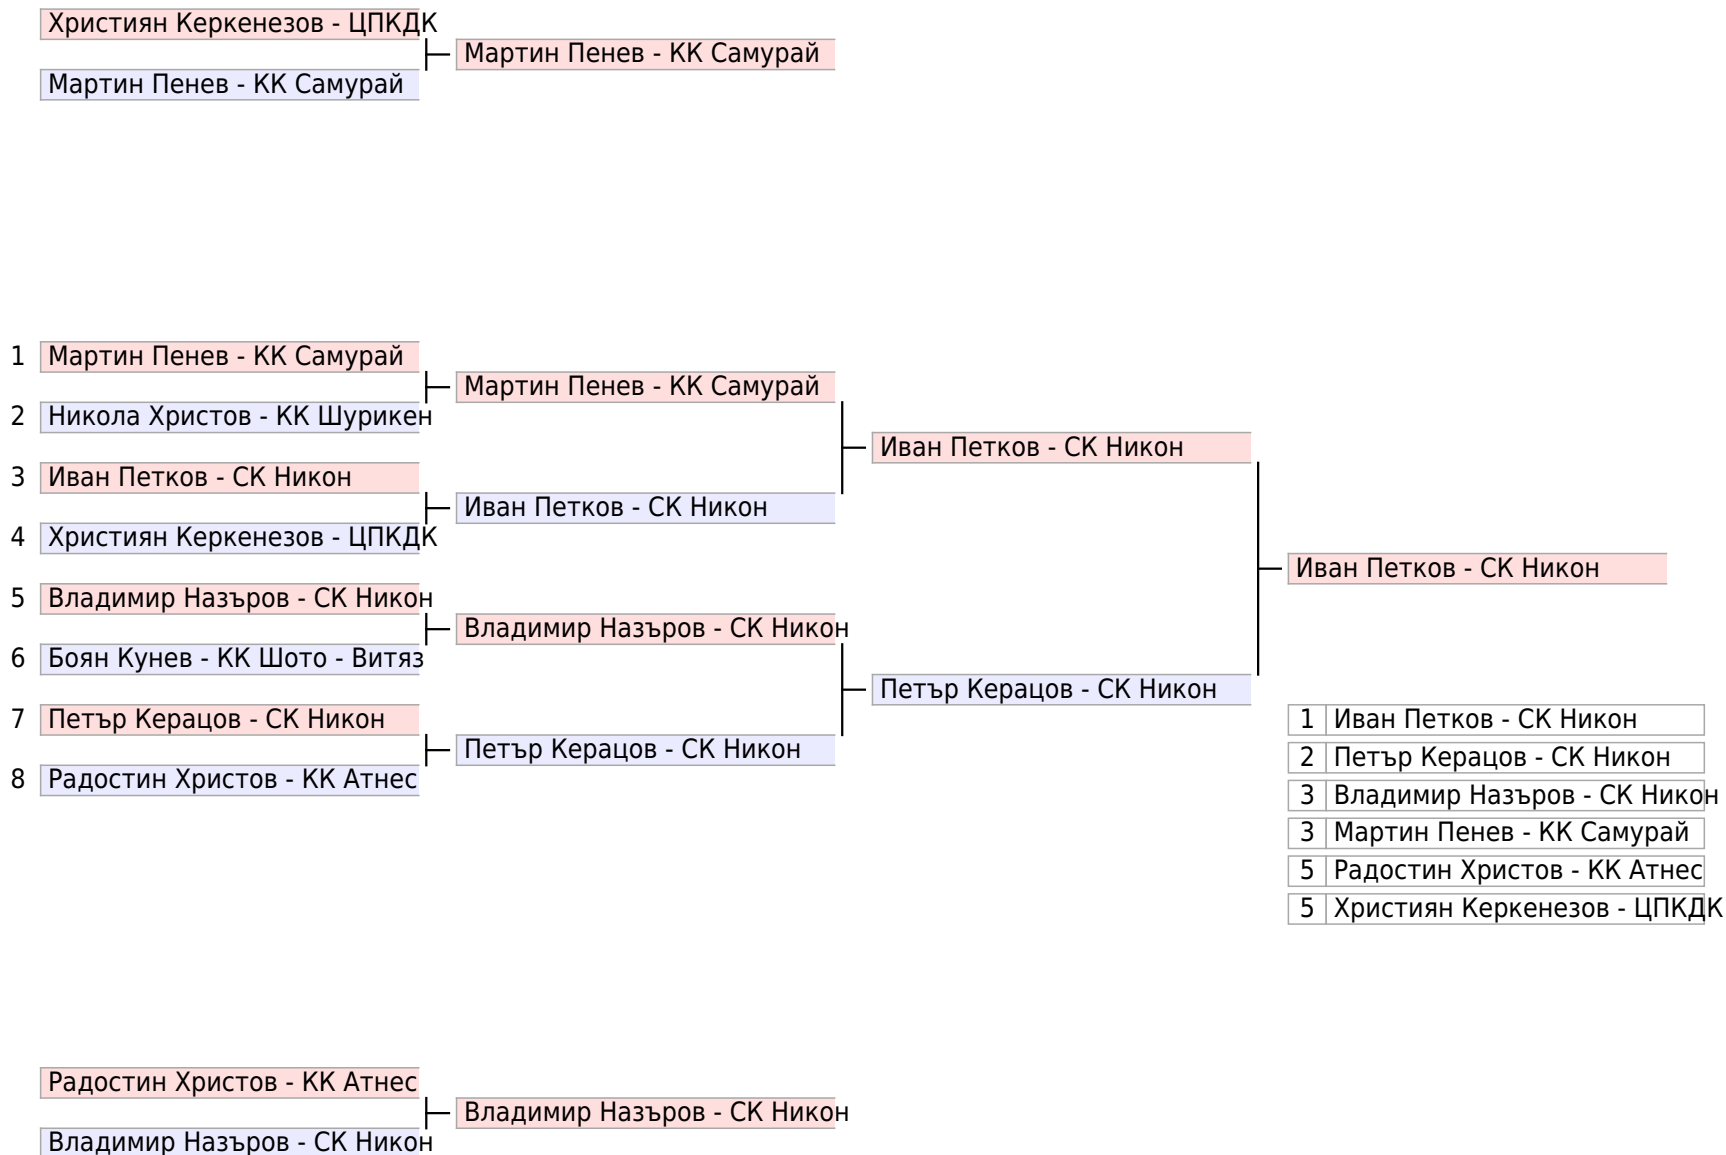 Християн Керкенезов - ЦПКДК
Мартин Пенев - КК Самурай
Мартин Пенев - КК Самурай
1 Мартин Пенев - КК Самурай
Мартин Пенев - КК Самурай
2 Никола Христов - КК Шурикен
Иван Петков - СК Никон
3 Иван Петков - СК Никон
Иван Петков - СК Никон
4 Християн Керкенезов - ЦПКДК
Иван Петков - СК Никон
5 Владимир Назъров - СК Никон
Владимир Назъров - СК Никон
6 Боян Кунев - КК Шото - Витяз
Петър Керацов - СК Никон
7 Петър Керацов - СК Никон
Петър Керацов - СК Никон
8 Радостин Христов - КК Атнес
1 Иван Петков - СК Никон
2 Петър Керацов - СК Никон
3 Владимир Назъров - СК Никон
3 Мартин Пенев - КК Самурай
5 Радостин Христов - КК Атнес
5 Християн Керкенезов - ЦПКДК
Радостин Христов - КК Атнес
Владимир Назъров - СК Никон
Владимир Назъров - СК Никон